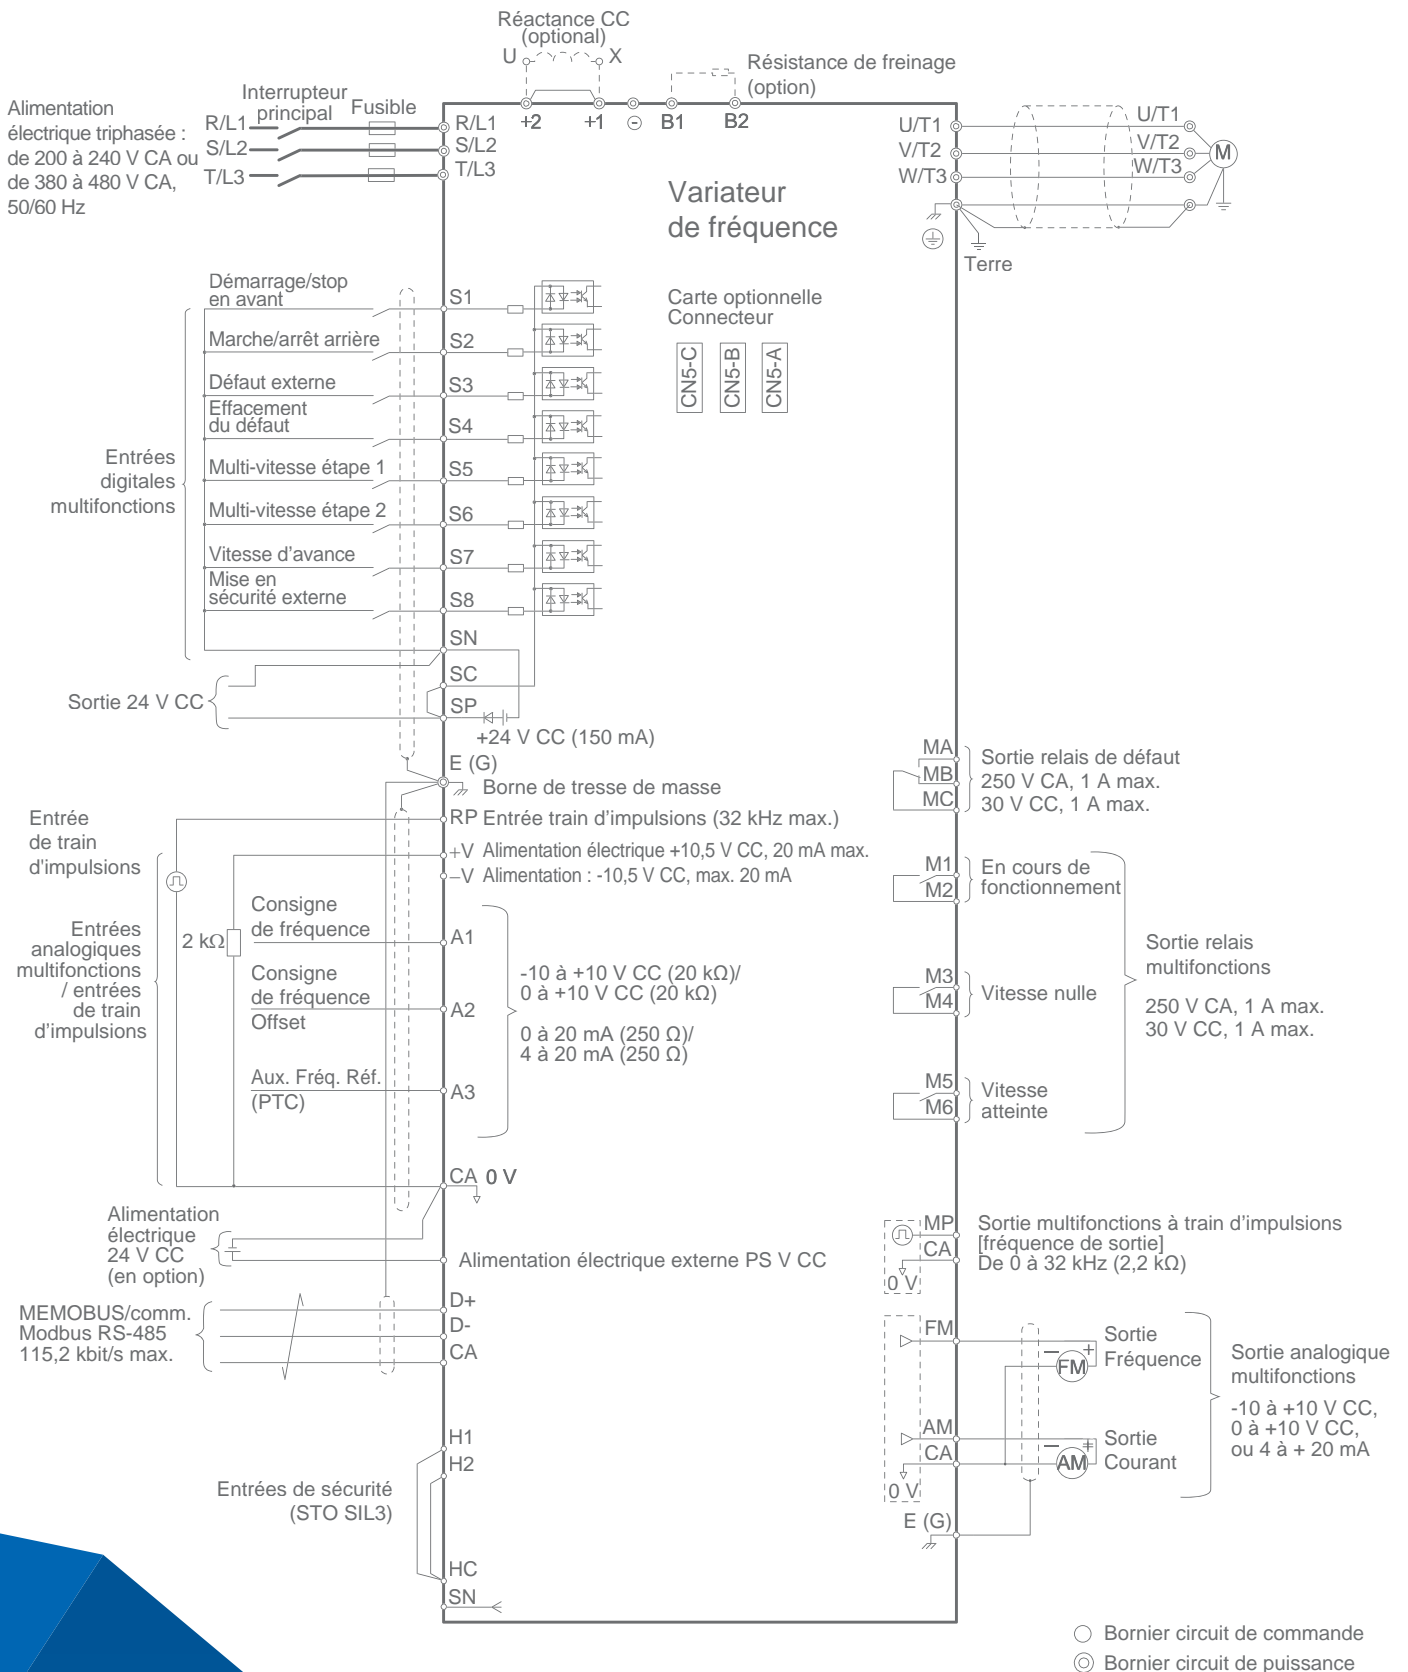 Réactance CC
(optional)
U
X
Résistance de freinage
(option)
Alimentation
électrique triphasée :
de 200 à 240 V CA ou
de 380 à 480 V CA,
50/60 Hz
Interrupteur
principal
Fusible
R/L1
S/L2
T/L3
R/L1
S/L2
T/L3
+2
+1
−
B1
B2
U/T1
V/T2
W/T3
U/T1
V/T2
W/T3
M
Terre
Variateur
de fréquence
Carte optionnelle
Connecteur
CN5-C
CN5-B
CN5-A
Entrées
digitales
multifonctions
Démarrage/stop
en avant
S1
Marche/arrêt arrière
S2
Défaut externe
S3
Effacement
du défaut
S4
Multi-vitesse étape 1
S5
Multi-vitesse étape 2
S6
Vitesse d'avance
S7
Mise en
sécurité externe
S8
SN
SC
SP
Sortie 24 V CC
+24 V CC (150 mA)
E (G)
Borne de tresse de masse
RP Entrée train d'impulsions (32 kHz max.)
+V Alimentation électrique +10,5 V CC, 20 mA max.
–V Alimentation : -10,5 V CC, max. 20 mA
Entrée
de train
d'impulsions
Entrées
analogiques
multifonctions
/ entrées
de train
d'impulsions
2 kΩ
Consigne
de fréquence
A1
Consigne
de fréquence
Offset
A2
Aux. Fréq. Réf.
(PTC)
A3
-10 à +10 V CC (20 kΩ)/
0 à +10 V CC (20 kΩ)
0 à 20 mA (250 Ω)/
4 à 20 mA (250 Ω)
CA 0 V
Alimentation
électrique
24 V CC
(en option)
Alimentation électrique externe PS V CC
MEMOBUS/comm.
Modbus RS-485
115,2 kbit/s max.
D+
D-
CA
H1
H2
Entrées de sécurité
(STO SIL3)
HC
SN
MA
MB
MC
Sortie relais de défaut
250 V CA, 1 A max.
30 V CC, 1 A max.
M1
M2
En cours de
fonctionnement
M3
M4
Vitesse nulle
M5
M6
Vitesse
atteinte
Sortie relais
multifonctions
250 V CA, 1 A max.
30 V CC, 1 A max.
MP
CA
0 V
Sortie multifonctions à train d'impulsions
[fréquence de sortie]
De 0 à 32 kHz (2,2 kΩ)
FM
− +
FM
Sortie
Fréquence
AM
CA
0 V
− +
AM
Sortie
Courant
Sortie analogique
multifonctions
-10 à +10 V CC,
0 à +10 V CC,
ou 4 à + 20 mA
E (G)
Bornier circuit de commande
Bornier circuit de puissance